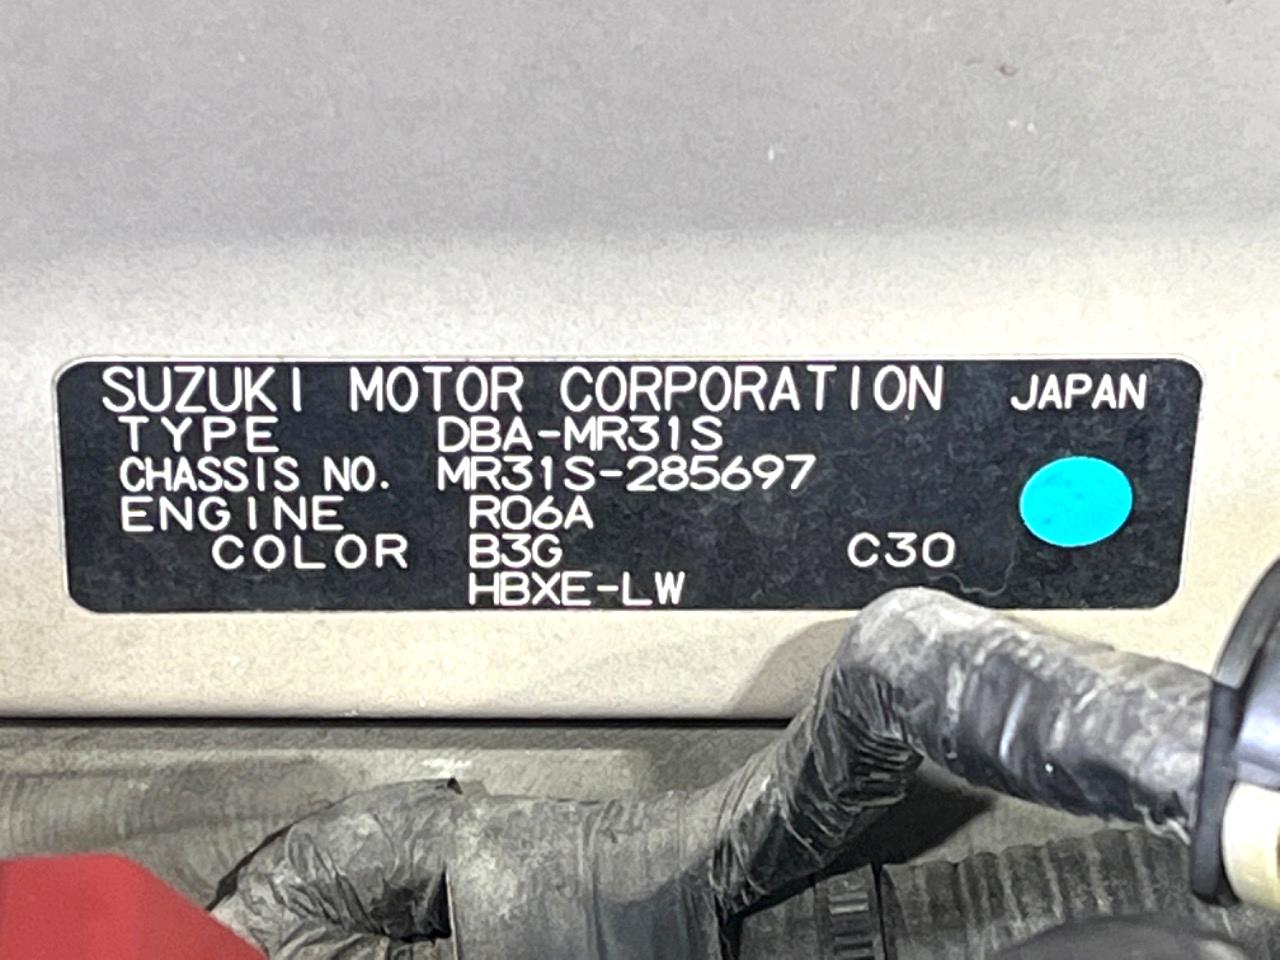 SUZUKI MOTOR CORPORATION JAPAN
TYPE DBA-MR31S
CHASSIS NO. MR31S-285697
ENGINE R06A
COLOR B3G C30
HBXE-LW